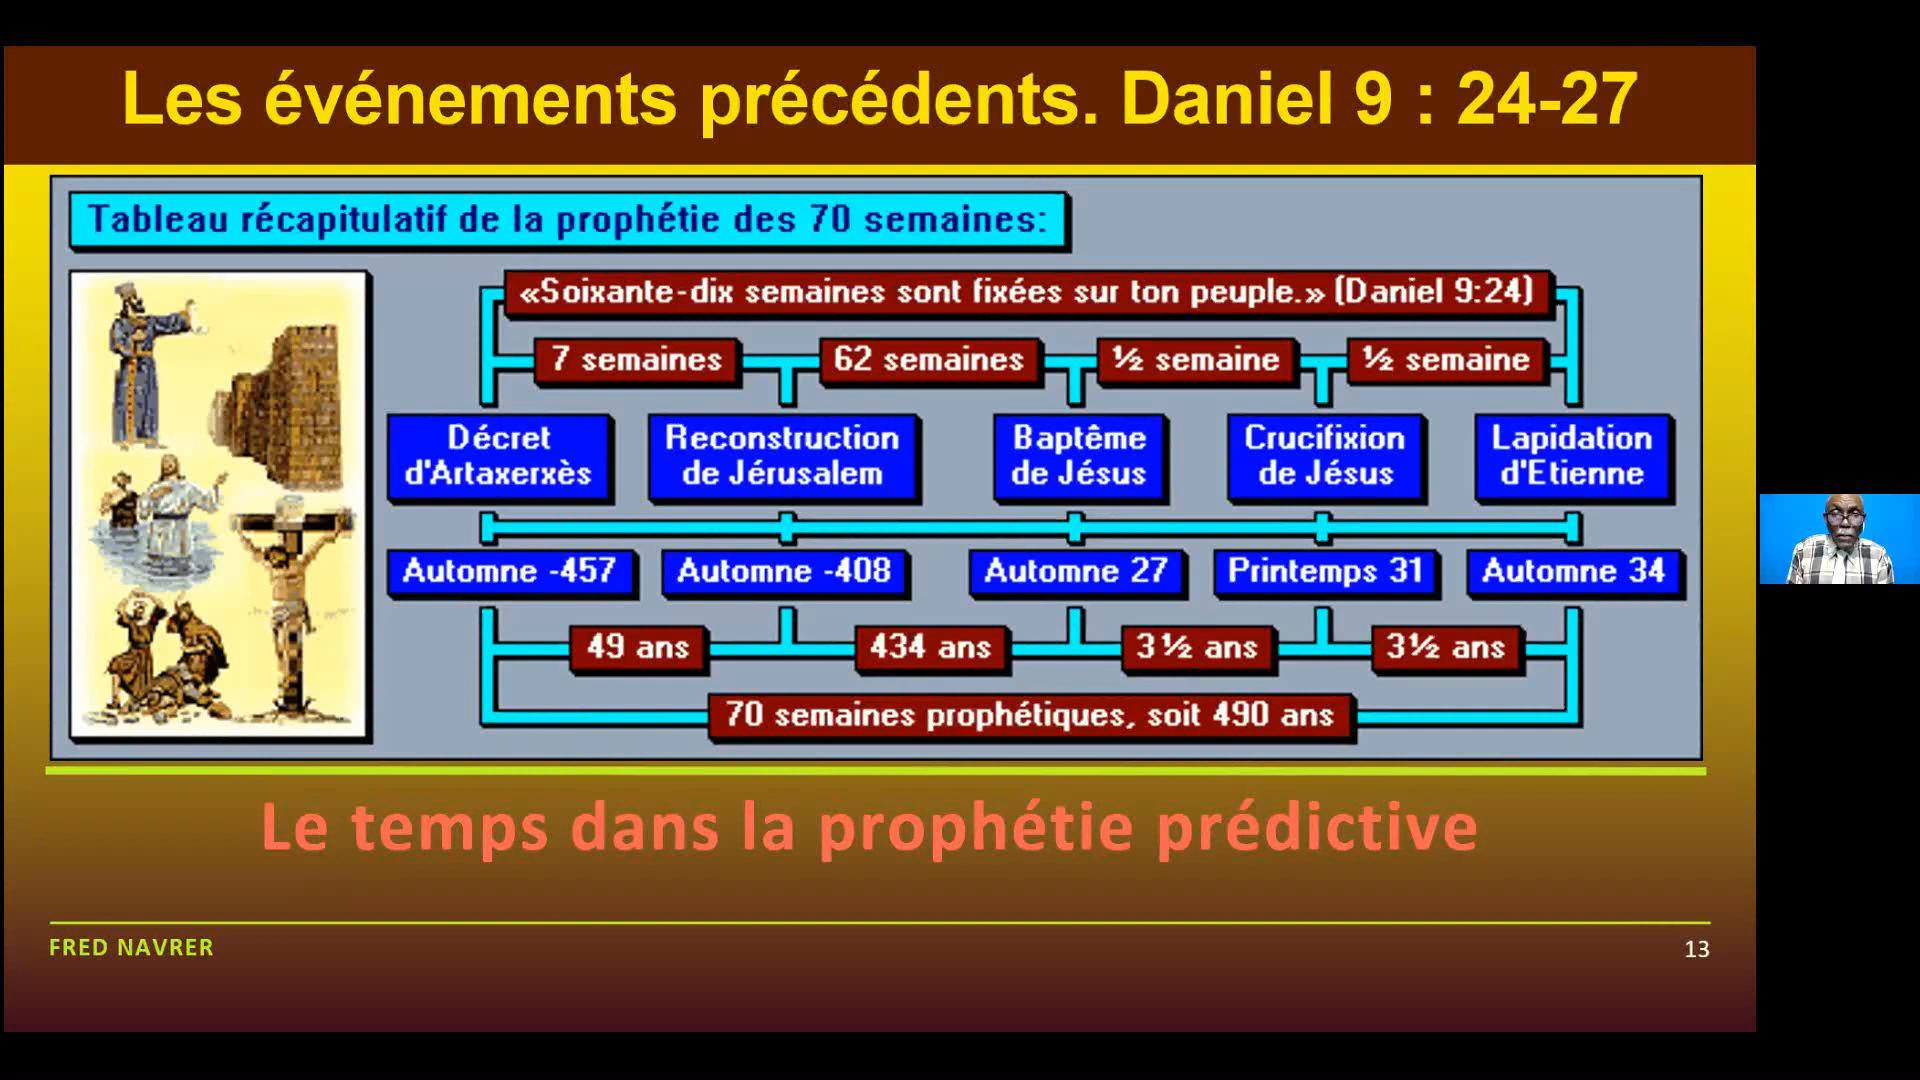 Les événements précédents. Daniel 9 : 24-27
Tableau récapitulatif de la prophétie des 70 semaines:
«Soixante-dix semaines sont fixées sur ton peuple.» (Daniel 9:24)
7 semaines
62 semaines
½ semaine
½ semaine
Décret
d'Artaxerxès
Reconstruction
de Jérusalem
Baptême
de Jésus
Crucifixion
de Jésus
Lapidation
d'Etienne
Automne -457
Automne -408
Automne 27
Printemps 31
Automne 34
49 ans
434 ans
3½ ans
3½ ans
70 semaines prophétiques, soit 490 ans
Le temps dans la prophétie prédictive
FRED NAVRER
13